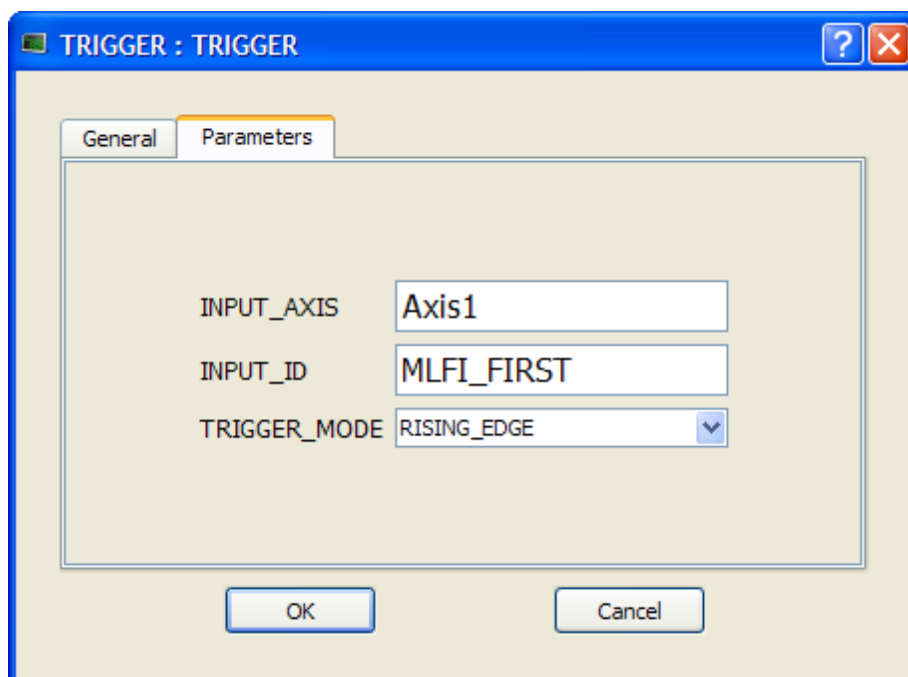 TRIGGER : TRIGGER
General Parameters
INPUT_AXIS Axis1
INPUT_ID MLFI_FIRST
TRIGGER_MODE RISING_EDGE
OK Cancel